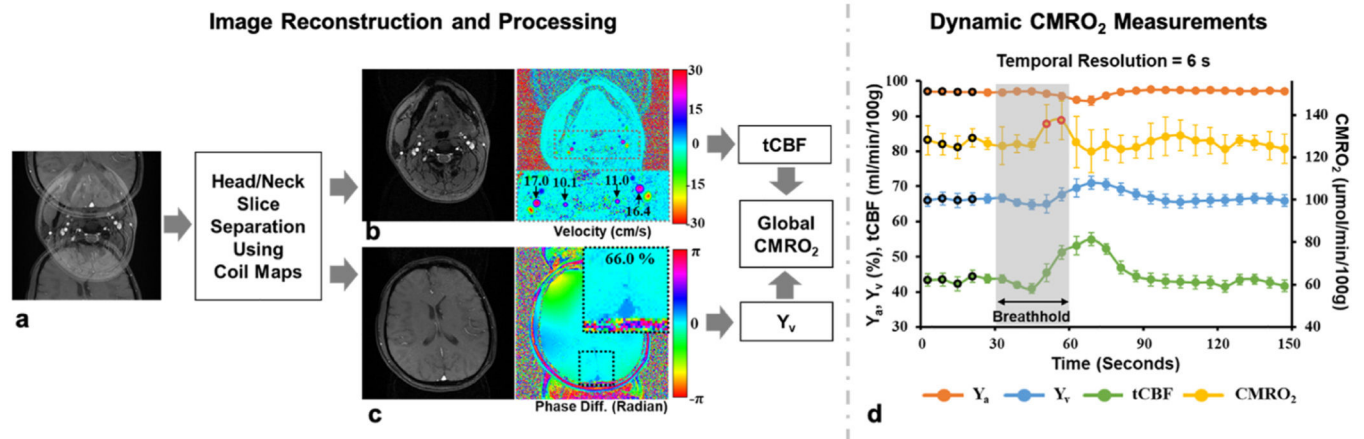 Image Reconstruction and Processing
a
Head/Neck
Slice
Separation
Using
Coil Maps
b
17.0 10.1 11.0
16.4
Velocity (cm/s)
30
15
0
-15
-30
c
66.0 %
Phase Diff. (Radian)
π
0
-π
tCBF
Global
CMRO₂
Yᵥ
Dynamic CMRO₂ Measurements
Temporal Resolution = 6 s
Yₐ, Yᵥ (%), tCBF (ml/min/100g)
100
90
80
70
60
50
40
30
CMRO₂ (µmol/min/100g)
140
120
100
80
60
40
Breathhold
0 30 60 90 120 150
Time (Seconds)
d
Yₐ Yᵥ tCBF CMRO₂